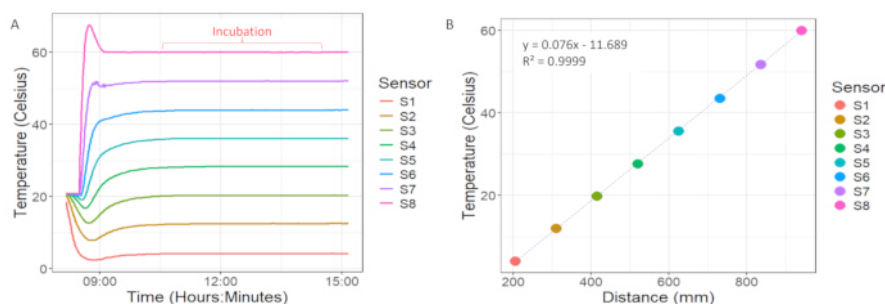 A
Incubation
60
40
20
0
Temperature (Celsius)
09:00
12:00
15:00
Time (Hours:Minutes)
Sensor
S1
S2
S3
S4
S5
S6
S7
S8
B
y = 0.076x - 11.689
R² = 0.9999
60
40
20
Temperature (Celsius)
200
400
600
800
Distance (mm)
Sensor
S1
S2
S3
S4
S5
S6
S7
S8